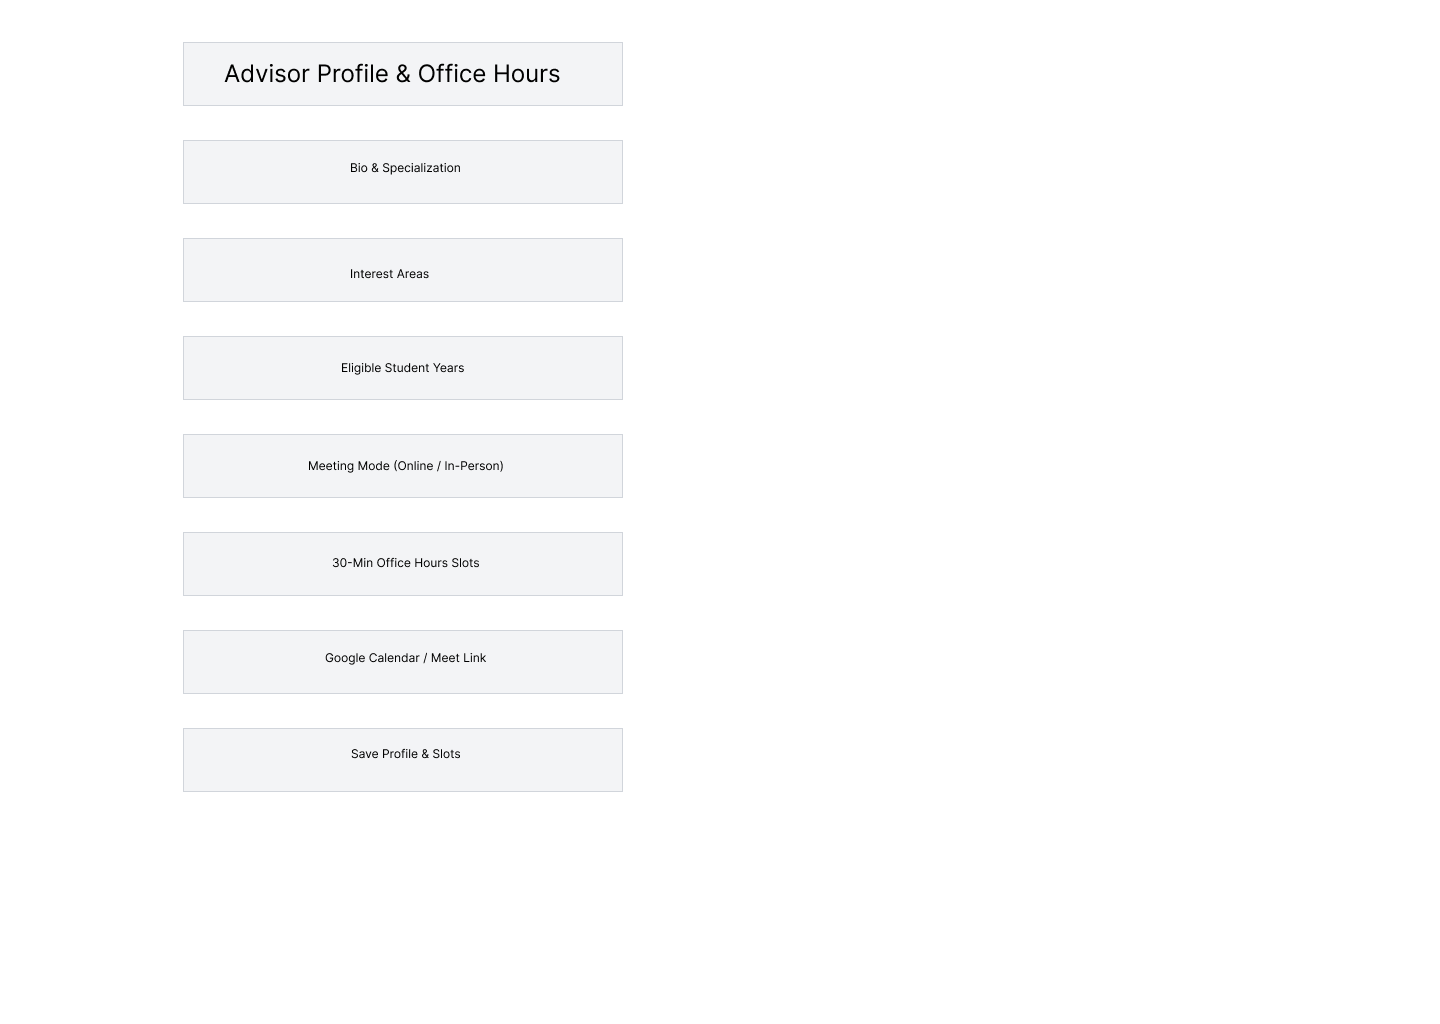 Advisor Profile & Office Hours
Bio & Specialization
Interest Areas
Eligible Student Years
Meeting Mode (Online / In-Person)
30-Min Office Hours Slots
Google Calendar / Meet Link
Save Profile & Slots